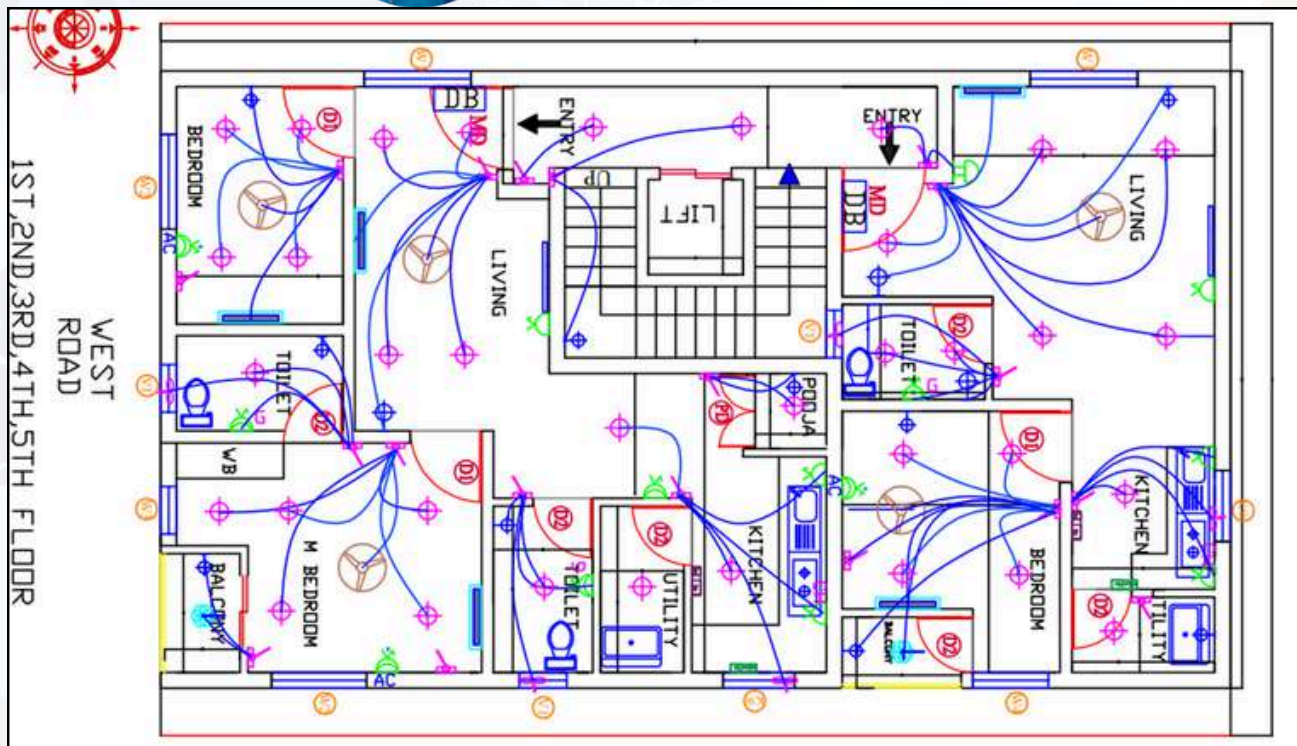 DB
MD
ENTRY
D1
BEDROOM
AC
UP
LIFT
LIVING
ENTRY
MD
DB
LIVING
TOILET
G
D2
WB
D1
TOILET
G
D2
POOJA
PD
D1
AC
KITCHEN
BEDROOM
KITCHEN
D2
D2
TOILET
UTILITY
M BEDROOM
BALCONY
AC
BALCONY
D2
D2
UTILITY
WEST
ROAD
1ST,2ND,3RD,4TH,5TH FLOOR